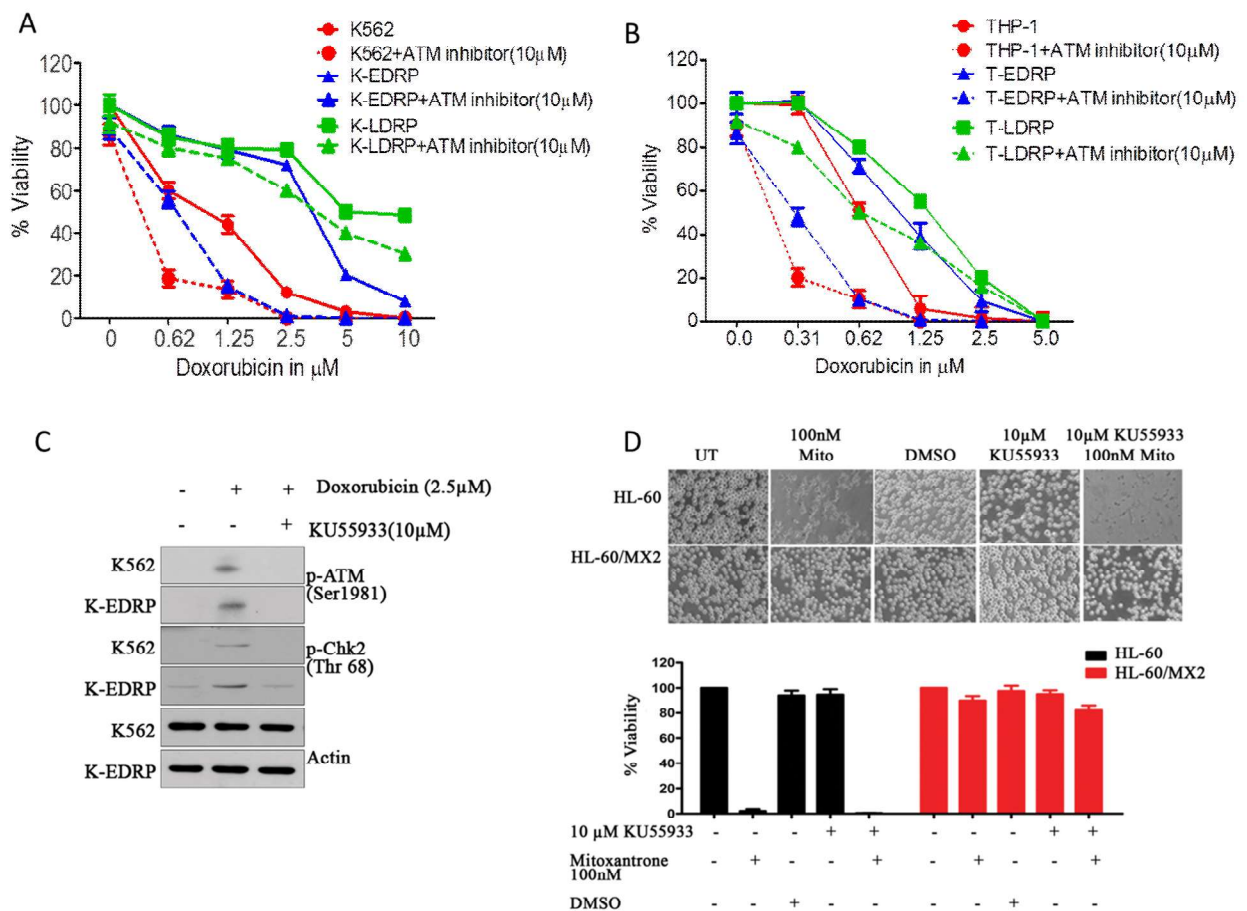 A
K562
K562+ATM inhibitor(10µM)
K-EDRP
K-EDRP+ATM inhibitor(10µM)
K-LDRP
K-LDRP+ATM inhibitor(10µM)
% Viability
120
100
80
60
40
20
0
0 0.62 1.25 2.5 5 10
Doxorubicin in µM
B
THP-1
THP-1+ATM inhibitor(10µM)
T-EDRP
T-EDRP+ATM inhibitor(10µM)
T-LDRP
T-LDRP+ATM inhibitor(10µM)
% Viability
120
100
80
60
40
20
0
0.0 0.31 0.62 1.25 2.5 5.0
Doxorubicin in µM
C
- + + Doxorubicin (2.5µM)
- - + KU55933(10µM)
K562
p-ATM
(Ser1981)
K-EDRP
K562
p-Chk2
(Thr 68)
K-EDRP
K562
Actin
K-EDRP
D
UT
100nM
Mito
DMSO
10µM
KU55933
10µM KU55933
100nM Mito
HL-60
HL-60/MX2
HL-60
HL-60/MX2
% Viability
120
100
80
60
40
20
0
10 µM KU55933 - - - + + - - - + +
Mitoxantrone - + - - + - + - - +
100nM
DMSO - - + - - - - + - -